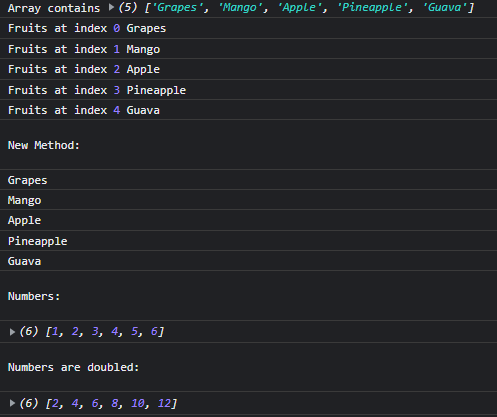 Array contains ▶(5) ['Grapes', 'Mango', 'Apple', 'Pineapple', 'Guava']
Fruits at index 0 Grapes
Fruits at index 1 Mango
Fruits at index 2 Apple
Fruits at index 3 Pineapple
Fruits at index 4 Guava
New Method:
Grapes
Mango
Apple
Pineapple
Guava
Numbers:
▶(6) [1, 2, 3, 4, 5, 6]
Numbers are doubled:
▶(6) [2, 4, 6, 8, 10, 12]